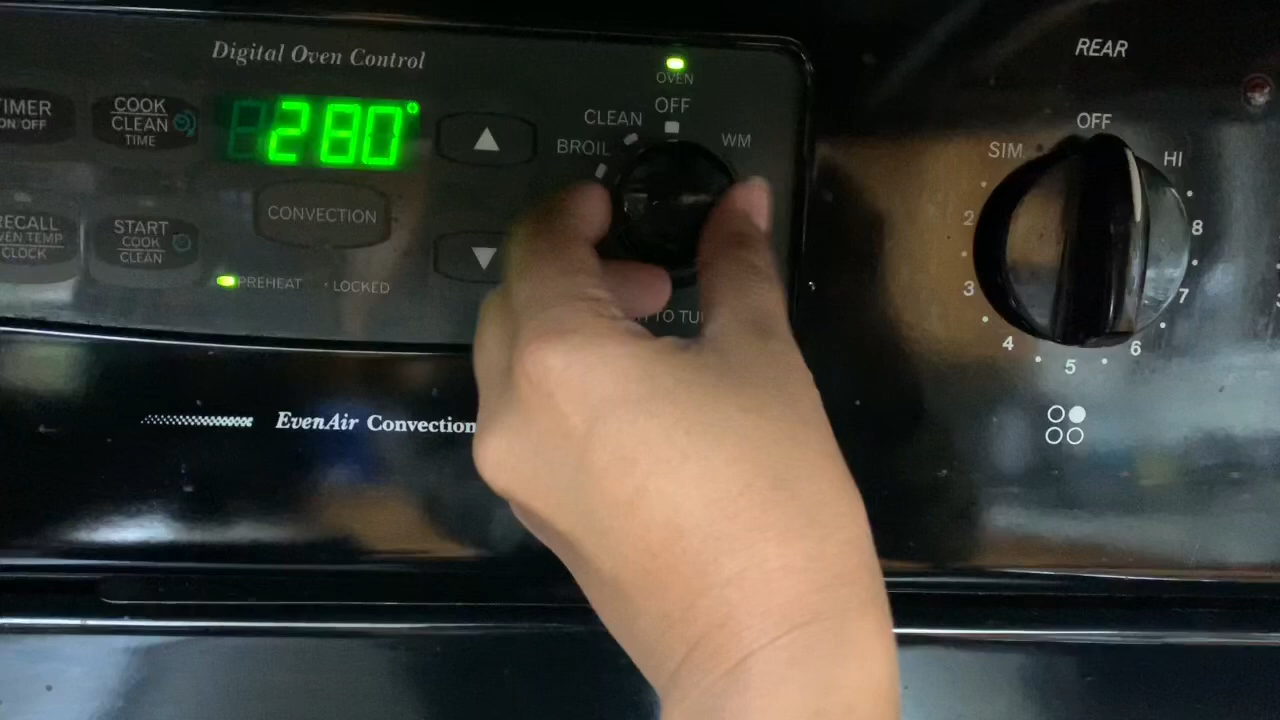 Digital Oven Control
OVEN
OFF
CLEAN
BROIL
WM
280°
TIMER
ON OFF
COOK
CLEAN
TIME
CONVECTION
RECALL
OVEN TEMP
CLOCK
START
COOK
CLEAN
PREHEAT
LOCKED
TO
EvenAir Convection
REAR
OFF
SIM
HI
2
8
3
7
4
6
5